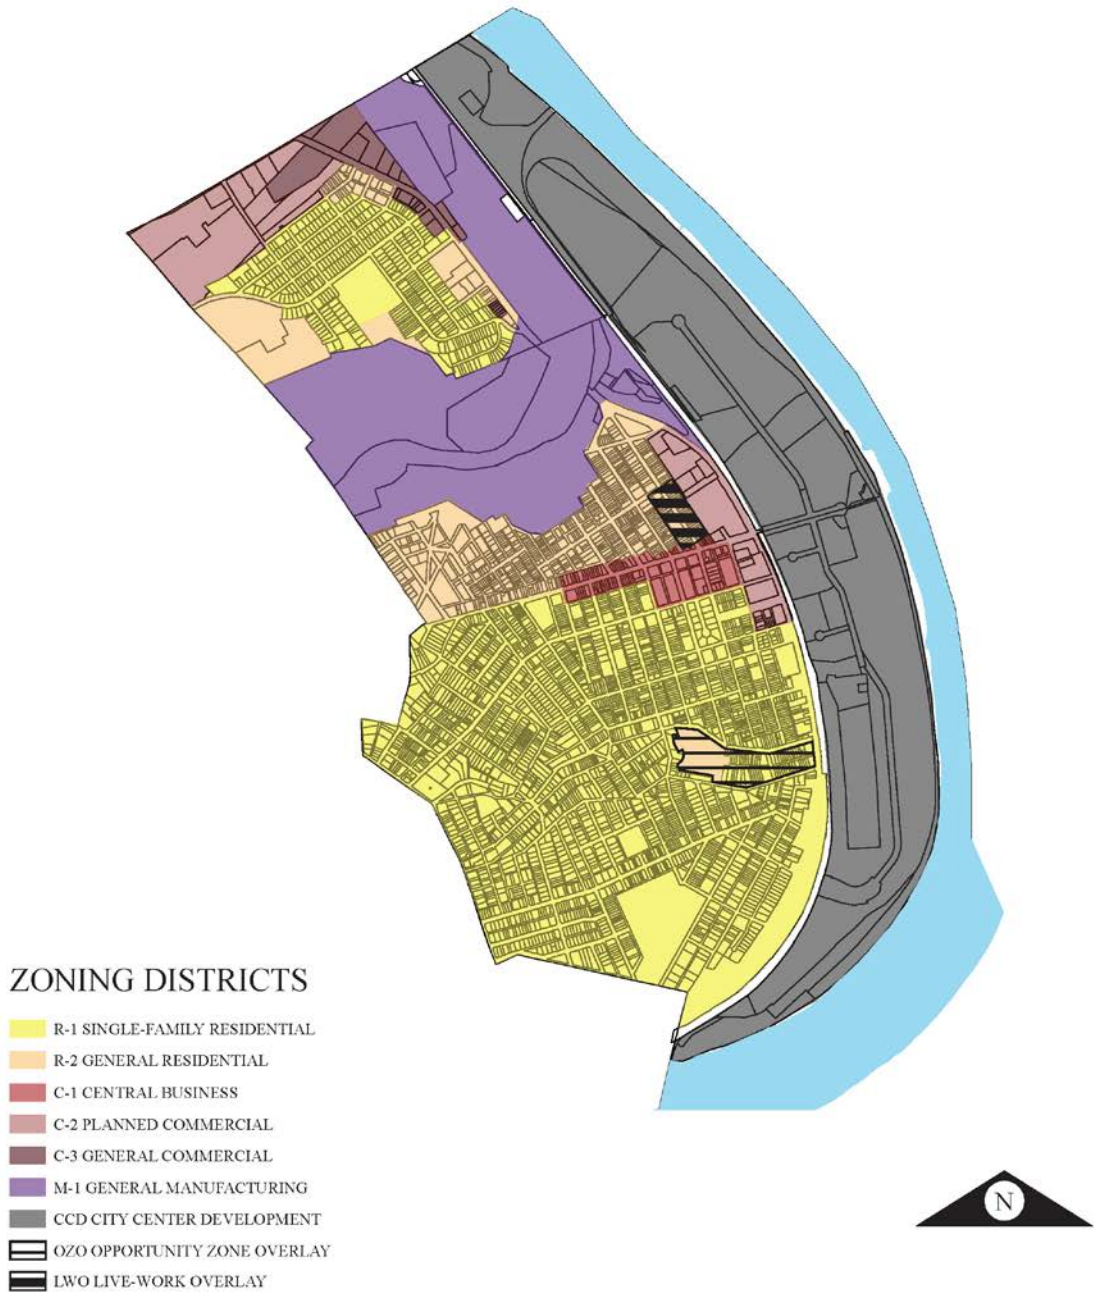 ZONING DISTRICTS
R-1 SINGLE-FAMILY RESIDENTIAL
R-2 GENERAL RESIDENTIAL
C-1 CENTRAL BUSINESS
C-2 PLANNED COMMERCIAL
C-3 GENERAL COMMERCIAL
M-1 GENERAL MANUFACTURING
CCD CITY CENTER DEVELOPMENT
OZO OPPORTUNITY ZONE OVERLAY
LWO LIVE-WORK OVERLAY
N